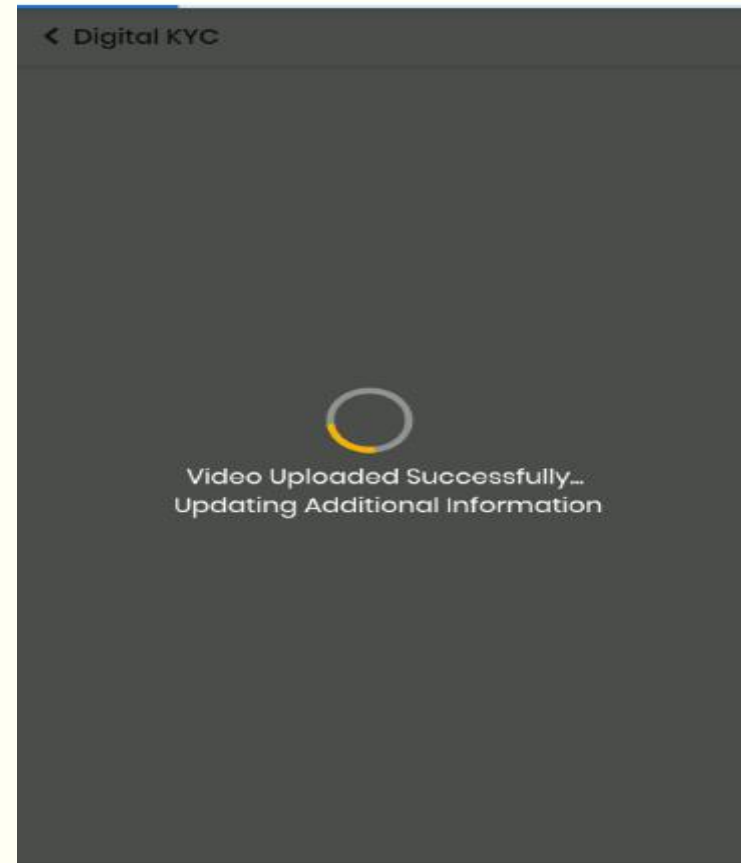 Digital KYC
Video Uploaded Successfully...
Updating Additional Information